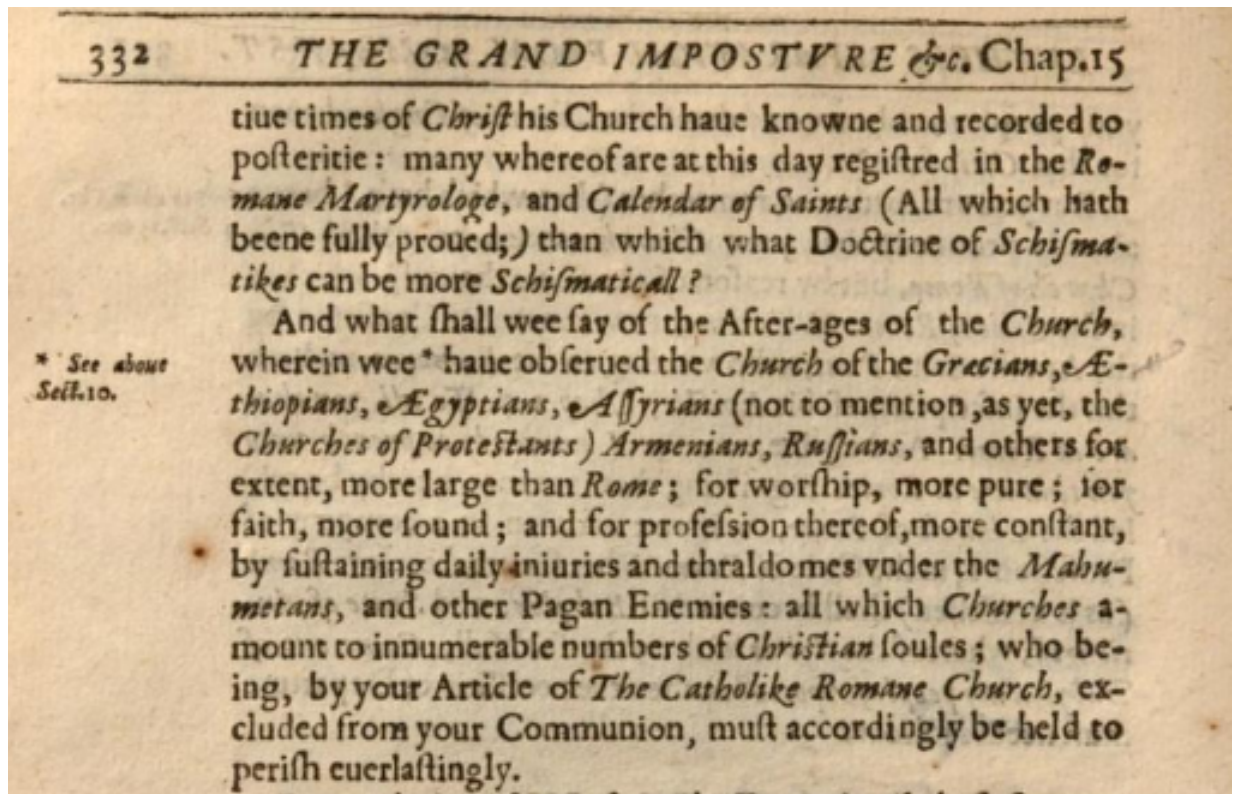 332 THE GRAND IMPOSTVRE &c. Chap.15
tiue times of Chriſt his Church haue knowne and recorded to
poſteritie : many whereof are at this day regiſtred in the Ro-
mane Martyrologe, and Calendar of Saints (All which hath
beene fully proued;) than which what Doctrine of Schiſma-
tikes can be more Schiſmaticall ?
And what ſhall wee ſay of the After-ages of the Church,
* See aboue
Sect.10.
wherein wee * haue obſerued the Church of the Græcians, Æ-
thiopians, Ægyptians, Aſſyrians (not to mention ,as yet, the
Churches of Proteſtants ) Armenians, Ruſſians, and others for
extent, more large than Rome ; for worſhip, more pure ; for
faith, more ſound ; and for profeſsion thereof,more conſtant,
by ſuſtaining daily iniuries and thraldomes vnder the Mahu-
metans, and other Pagan Enemies : all which Churches a-
mount to innumerable numbers of Chriſtian ſoules ; who be-
ing, by your Article of The Catholike Romane Church, ex-
cluded from your Communion, muſt accordingly be held to
periſh euerlaſtingly.